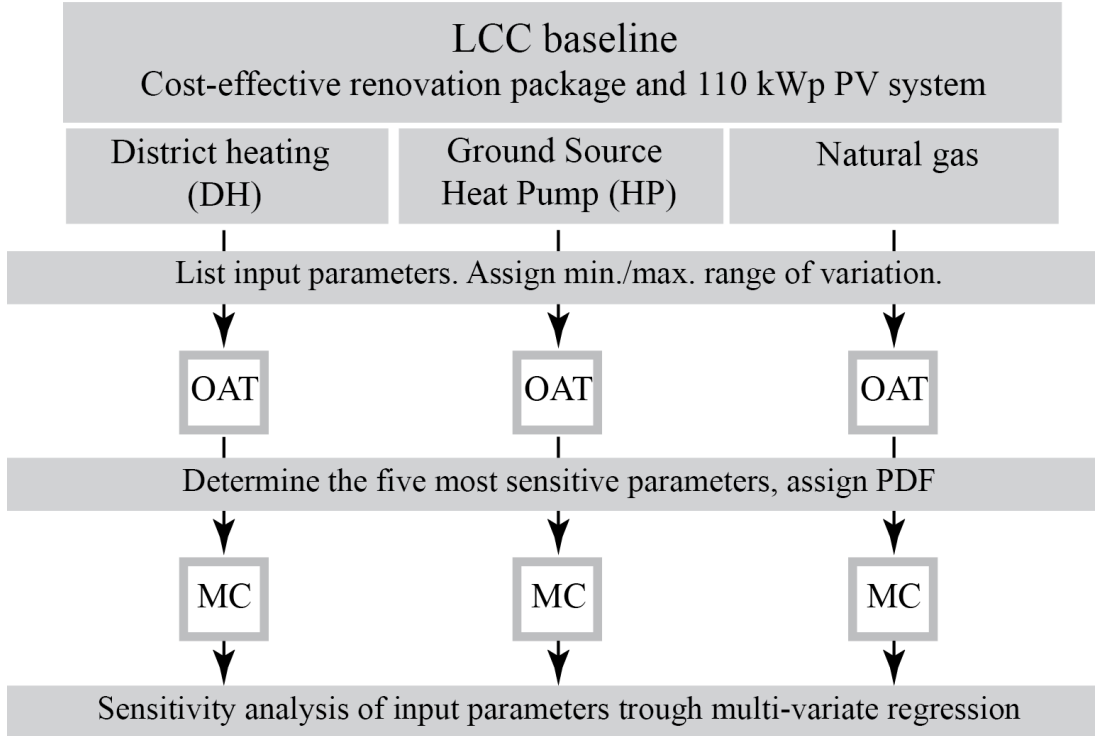 LCC baseline
Cost-effective renovation package and 110 kWp PV system
District heating
(DH)
Ground Source
Heat Pump (HP)
Natural gas
List input parameters. Assign min./max. range of variation.
OAT
OAT
OAT
Determine the five most sensitive parameters, assign PDF
MC
MC
MC
Sensitivity analysis of input parameters trough multi-variate regression